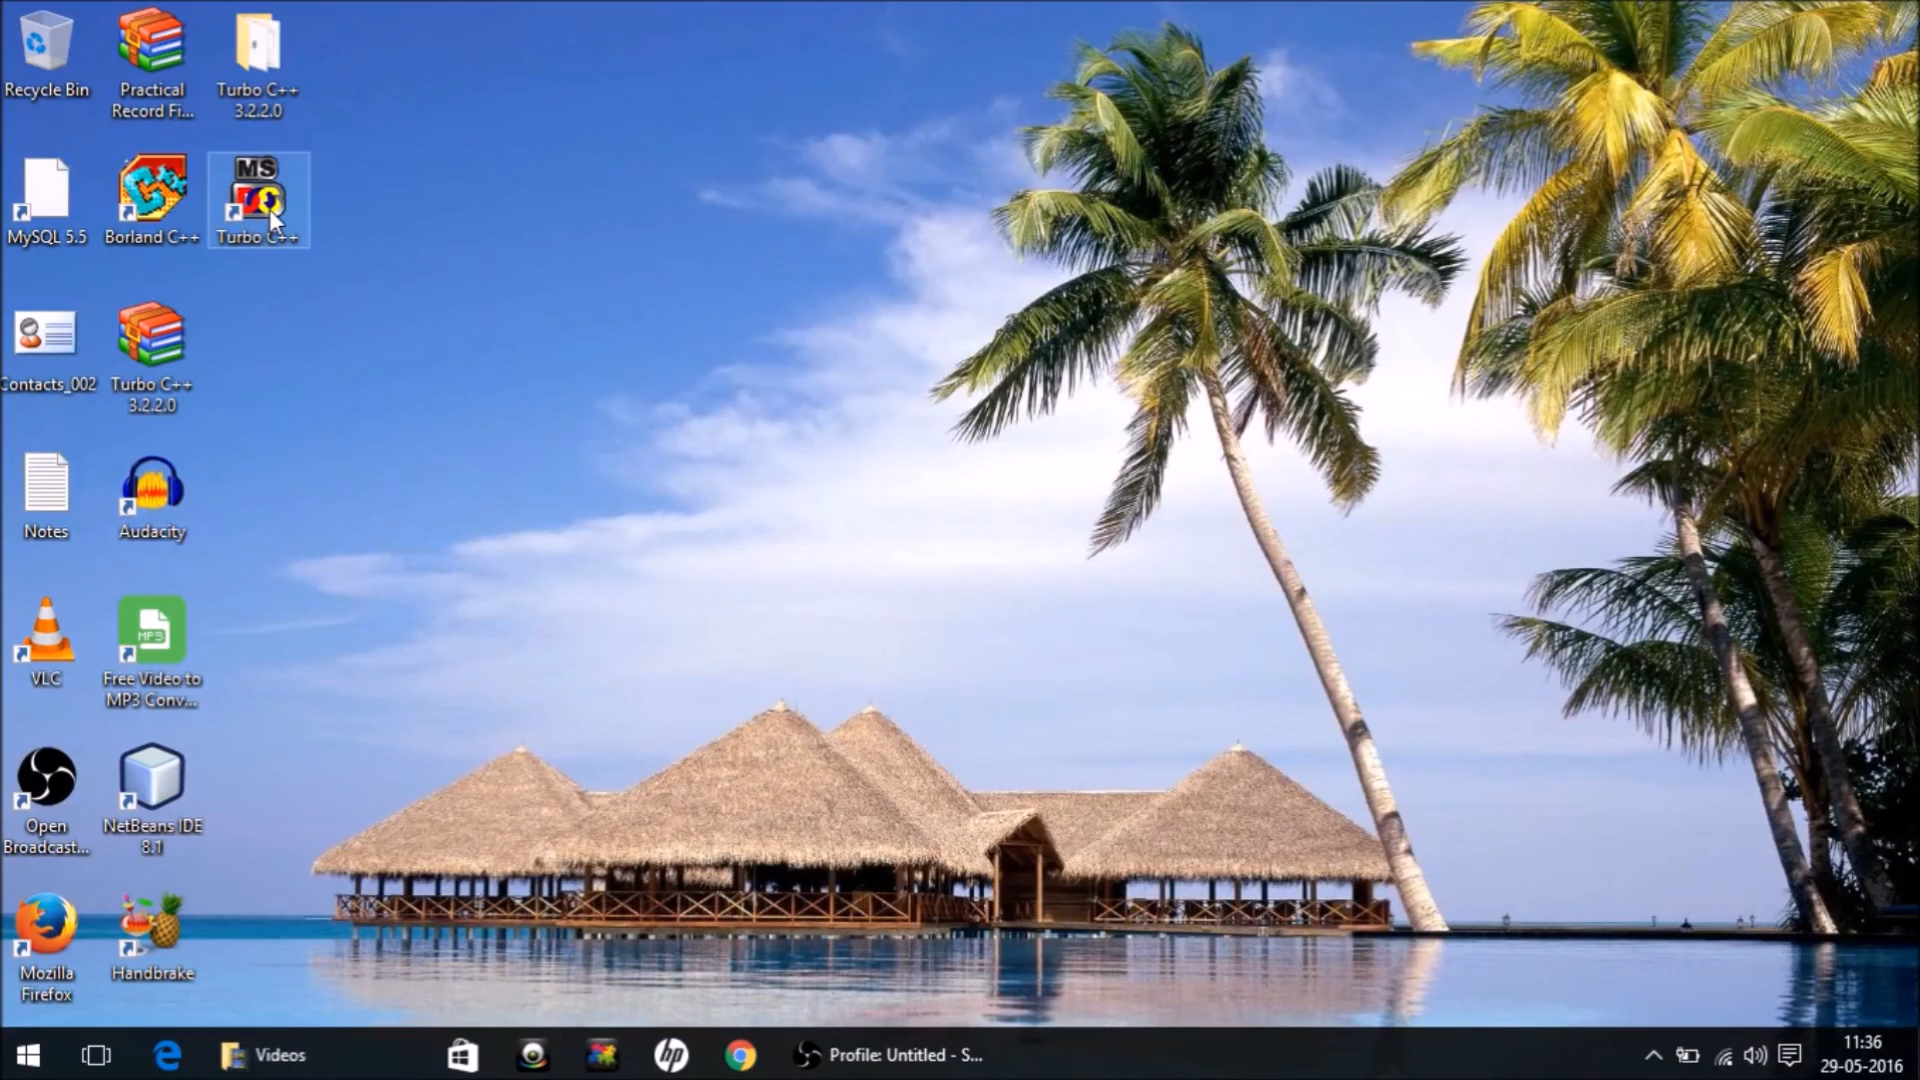 Recycle Bin
Practical
Record Fi...
Turbo C++
3.2.2.0
MySQL 5.5
Borland C++
MS
Turbo C++
Contacts_002
Turbo C++
3.2.2.0
Notes
Audacity
VLC
MP3
Free Video to
MP3 Conv...
Open
Broadcast...
NetBeans IDE
8.1
Mozilla
Firefox
Handbrake
Videos
hp
Profile: Untitled - S...
11:36
29-05-2016